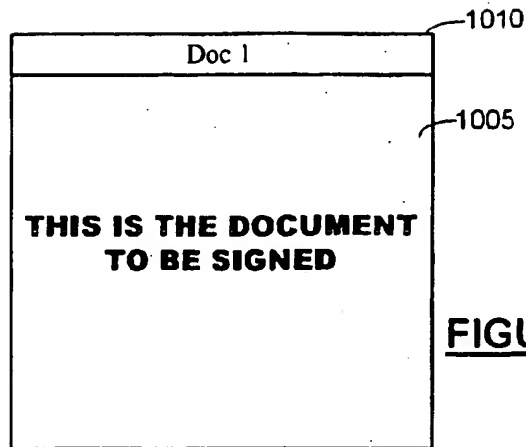 1010
Doc 1
1005
THIS IS THE DOCUMENT
TO BE SIGNED